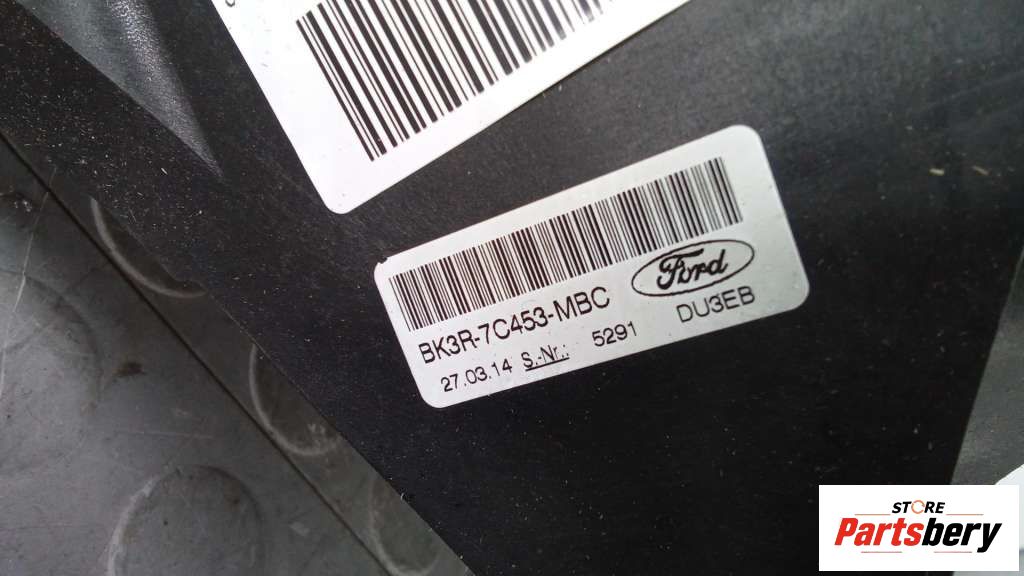 BK3R-7C453-MBC
Ford
27.03.14 S.-Nr.: 5291 DU3EB
STORE
Partsbery